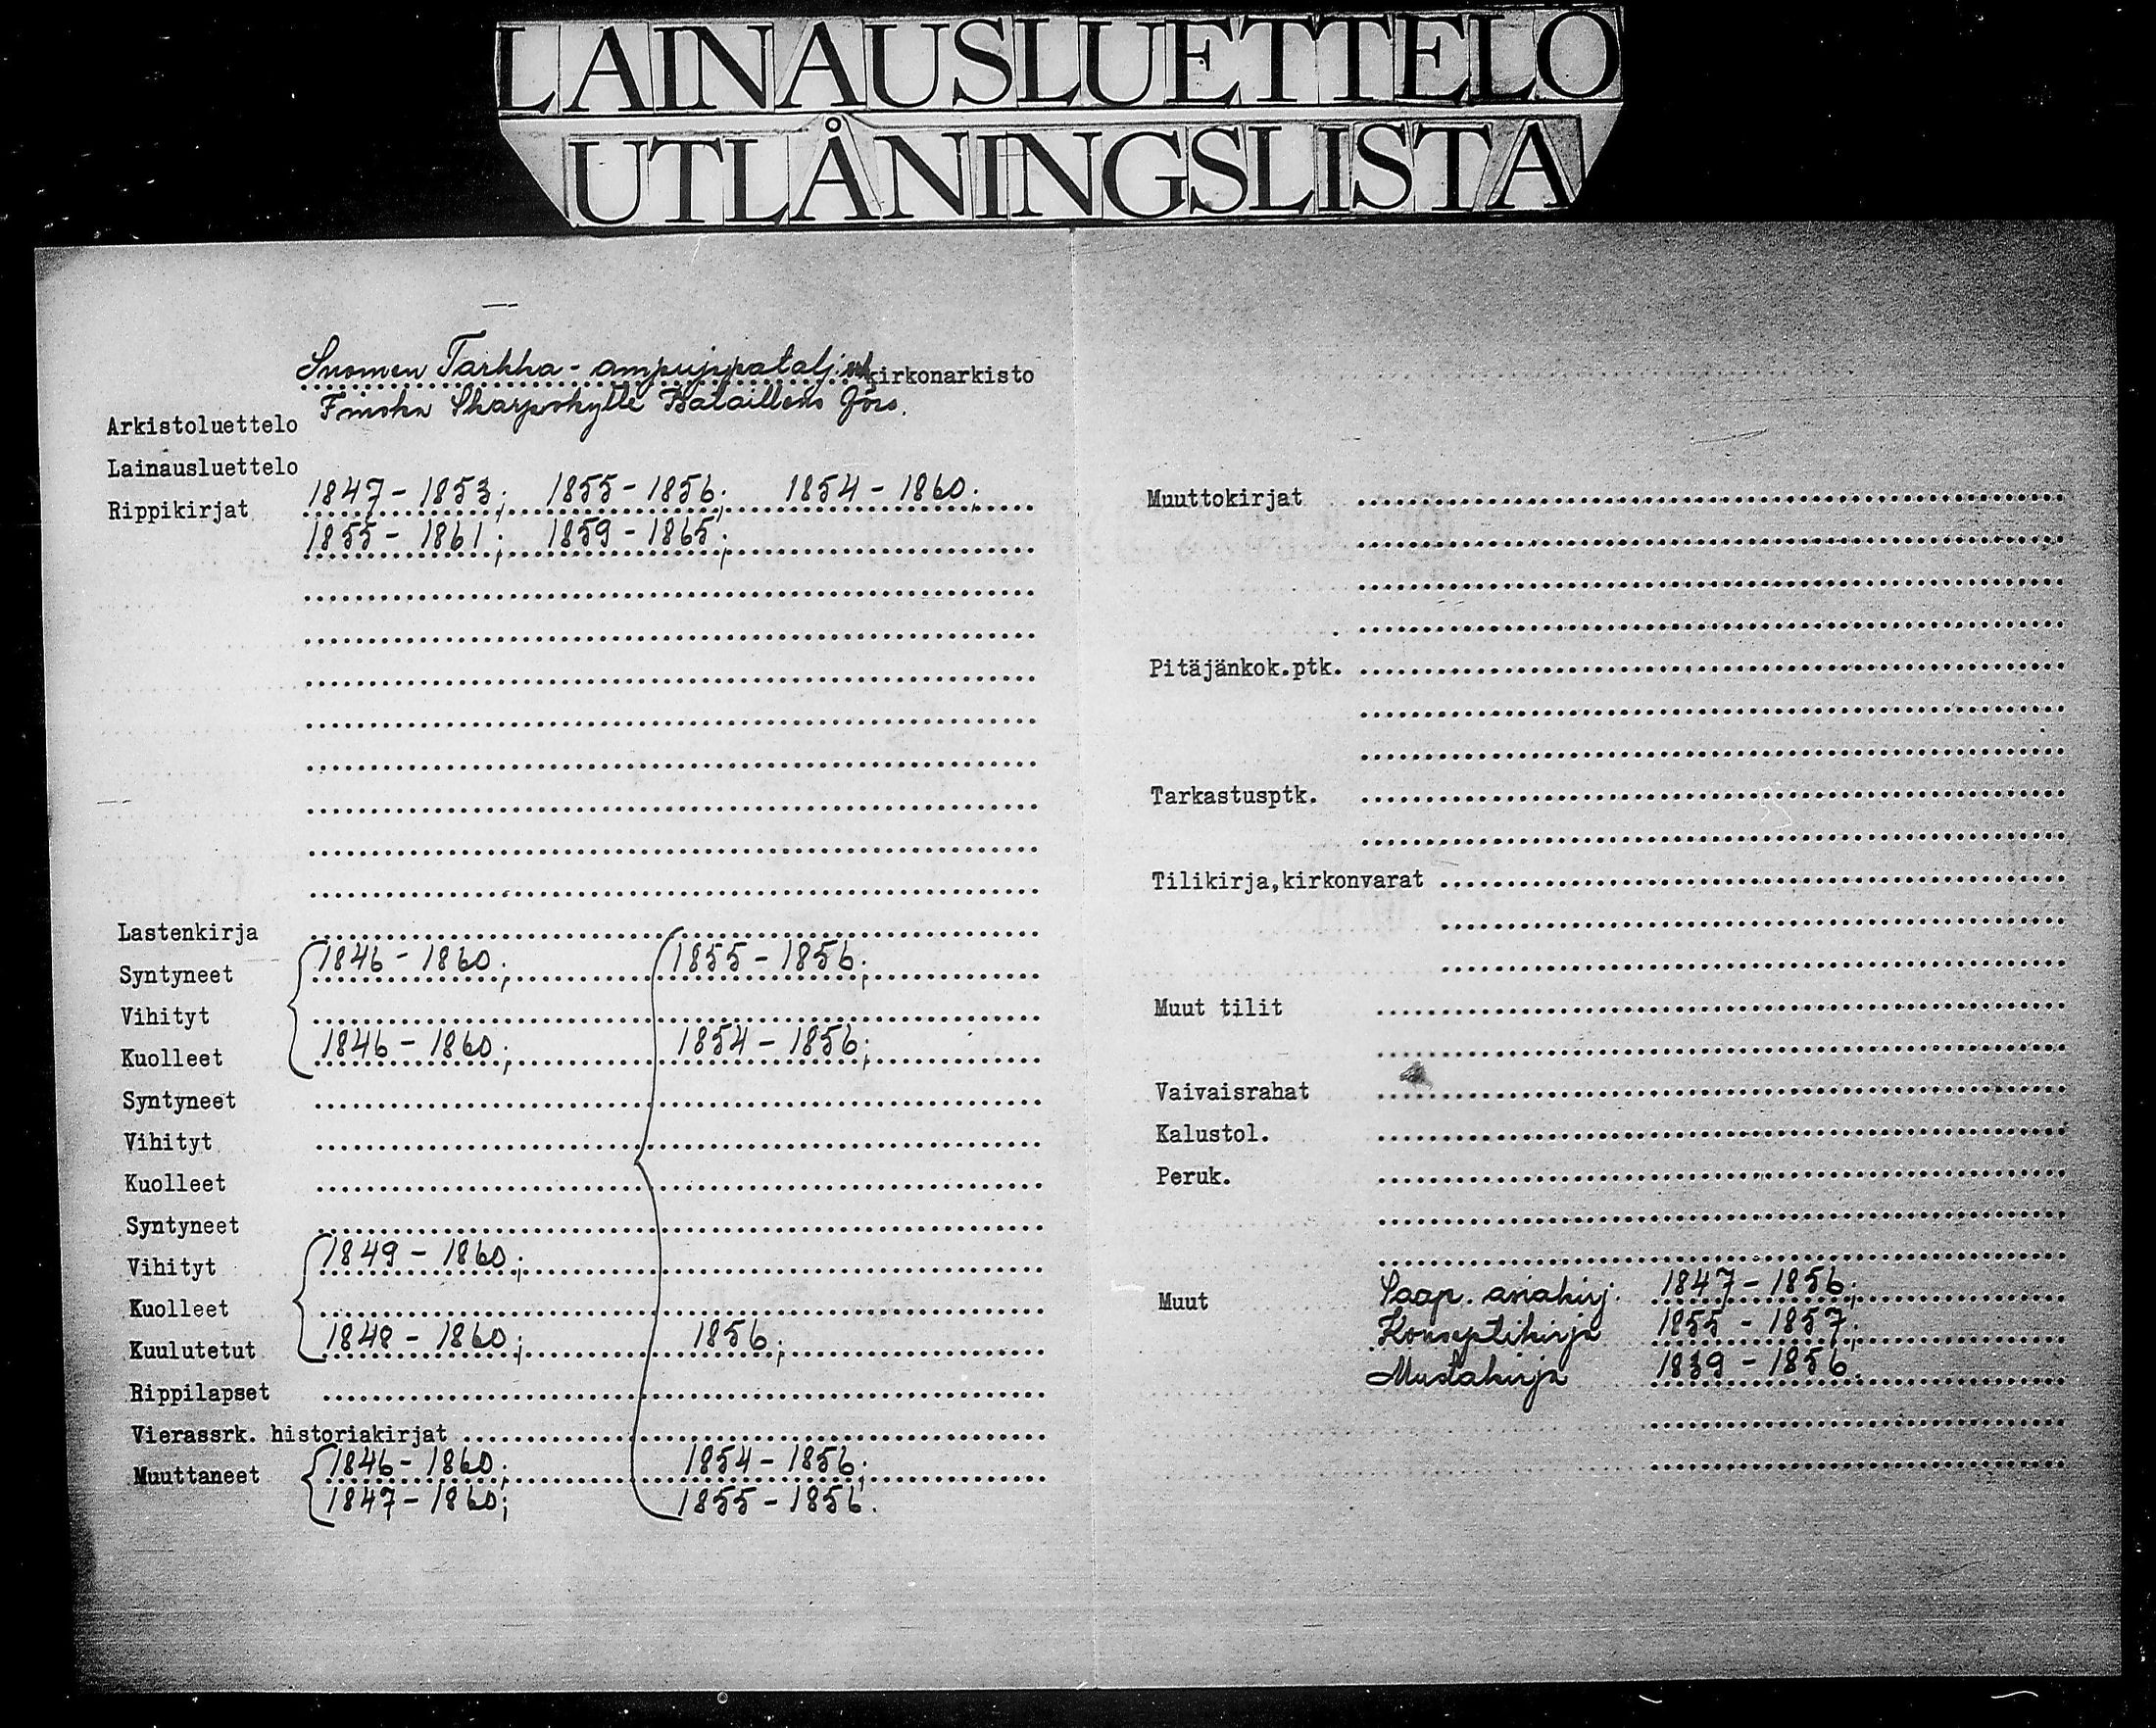 LAINAUSLUETTELO
UTLÅNINGSLISTA
Suomen Tarkka-ampujapatalj. kirkonarkisto
Finska Skarpskytte Bataillons förs.
Arkistoluettelo
Lainausluettelo
Rippikirjat 1847-1853; 1855-1856; 1854-1860;
1855-1861; 1859-1865;
Lastenkirja
Syntyneet 1846-1860; 1855-1856;
Vihityt
Kuolleet 1846-1860; 1854-1856;
Syntyneet
Vihityt
Kuolleet
Syntyneet
Vihityt 1849-1860;
Kuolleet
Kuulutetut 1848-1860; 1856;
Rippilapset
Vierassrk. historiakirjat
Muuttaneet 1846-1860; 1854-1856;
1847-1860; 1855-1856.
Muuttokirjat
Pitäjänkok.ptk.
Tarkastusptk.
Tilikirja,kirkonvarat
Muut tilit
Vaivaisrahat
Kalustol.
Peruk.
Muut Saap. asiakirj. 1847-1856;
Konseptikirja 1855-1857;
Mustakirja 1839-1856.